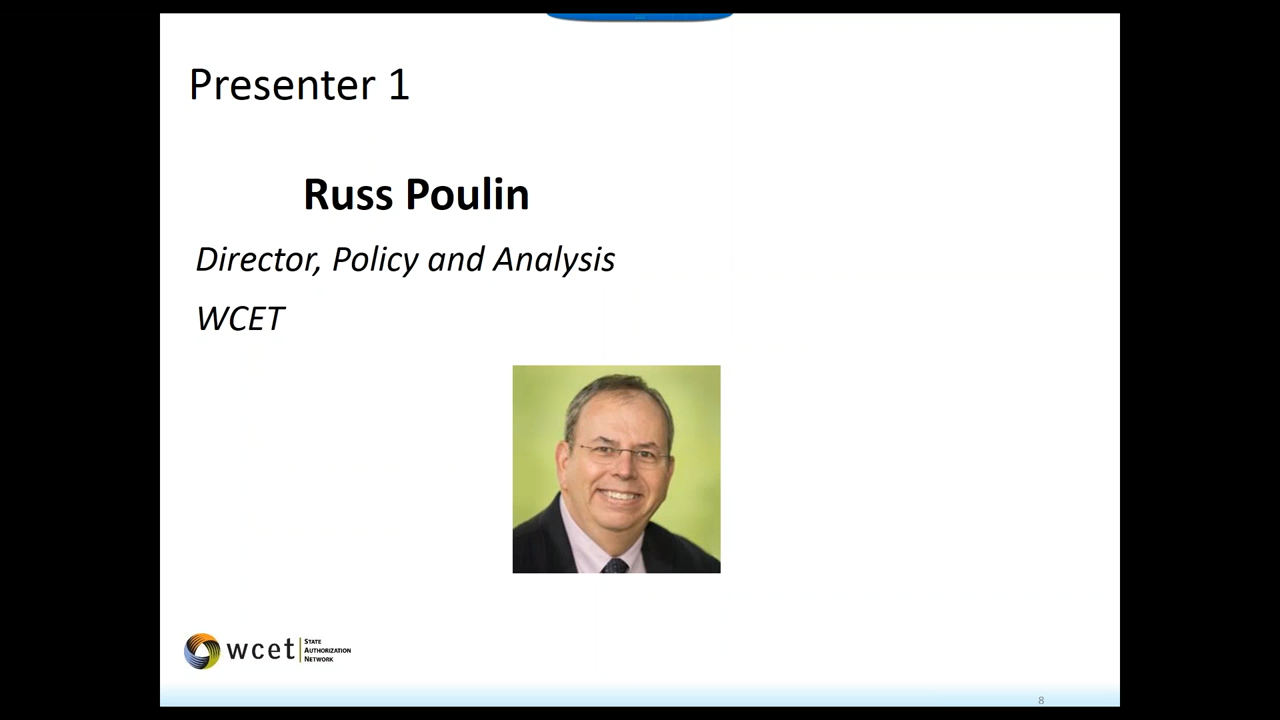 Presenter 1
Russ Poulin
Director, Policy and Analysis
WCET
wcet
STATE
AUTHORIZATION
NETWORK
8